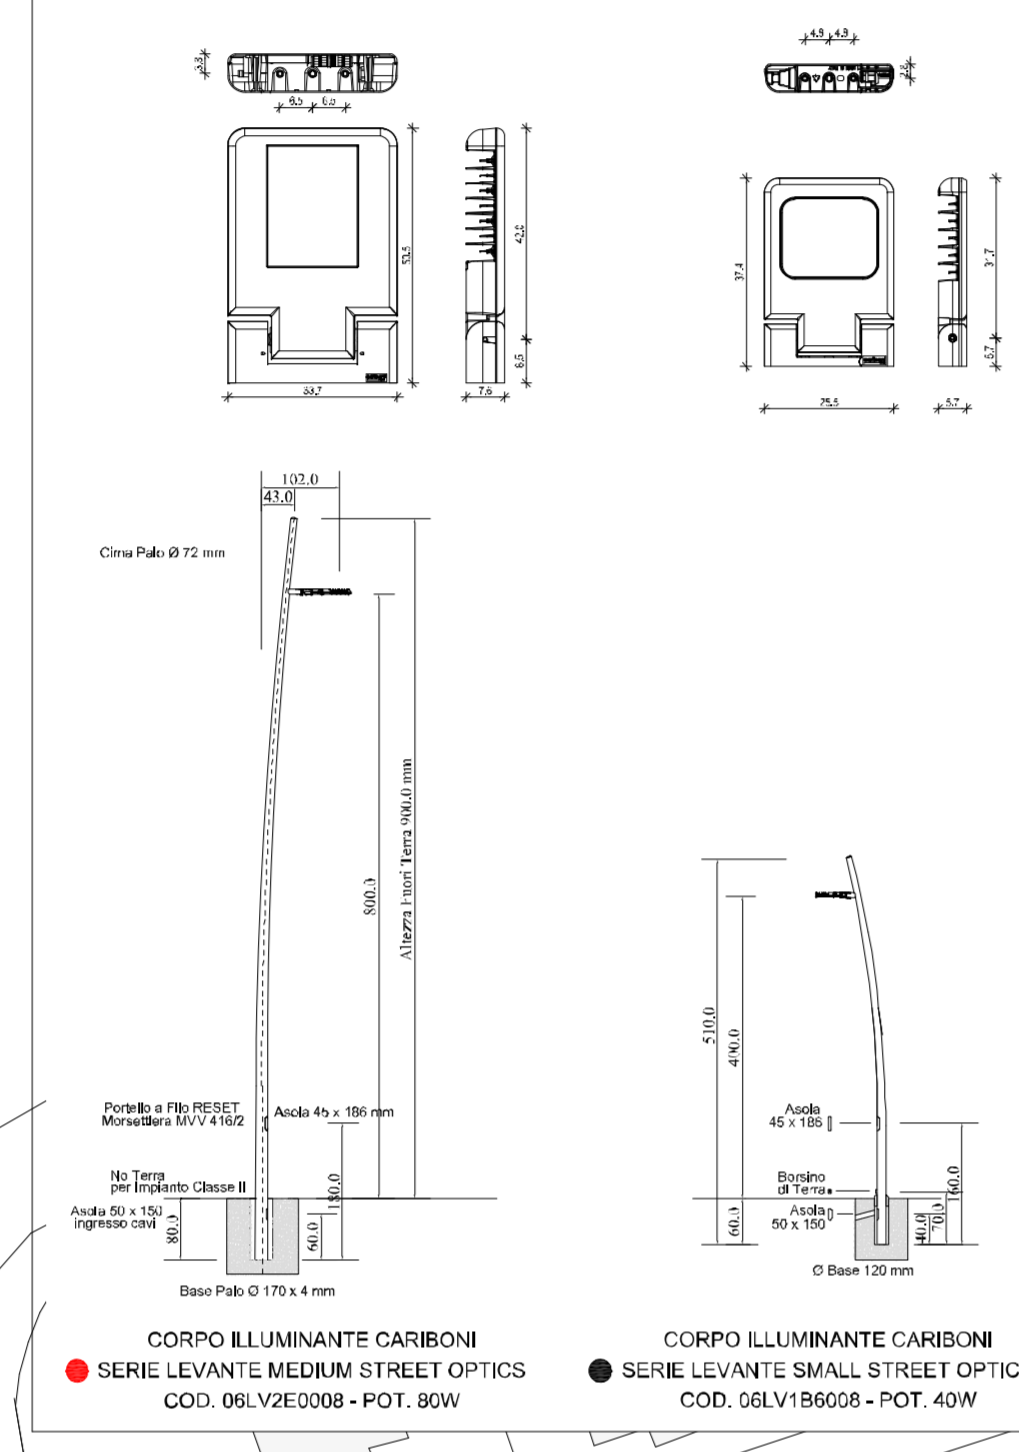 4.9 4.9
3.3
2.8
6.5 6.5
53.5
42.0
6.5
33.7
7.6
37.4
31.7
5.7
25.5
5.7
102.0
43.0
Cima Palo Ø 72 mm
Altezza Fuori Terra 900.0 mm
800.0
510.0
400.0
Portello a Filo RESET
Morsettiera MVV 416/2
Asola 45 x 186 mm
No Terra
per Impianto Classe II
Asola 50 x 150
ingresso cavi
80.0
60.0
180.0
Base Palo Ø 170 x 4 mm
Asola
45 x 186
Borsino
di Terra
Asola
50 x 150
60.0
40.0
70.0
160.0
Ø Base 120 mm
CORPO ILLUMINANTE CARIBONI
SERIE LEVANTE MEDIUM STREET OPTICS
COD. 06LV2E0008 - POT. 80W
CORPO ILLUMINANTE CARIBONI
SERIE LEVANTE SMALL STREET OPTIC
COD. 06LV1B6008 - POT. 40W